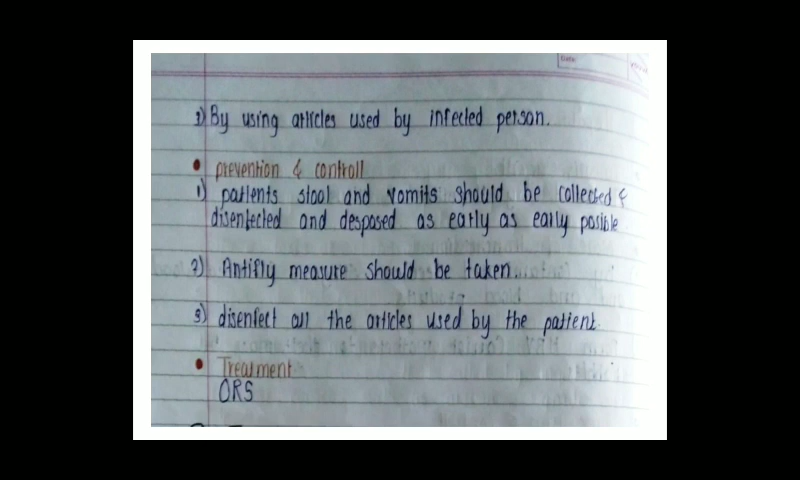 3) By using articles used by infected person.
• prevention & controll
1) patients stool and vomits should be collected &
disenfected and desposed as early as early posible
2) Antifly measure should be taken.
3) disenfect all the articles used by the patient.
• Treatment
ORS